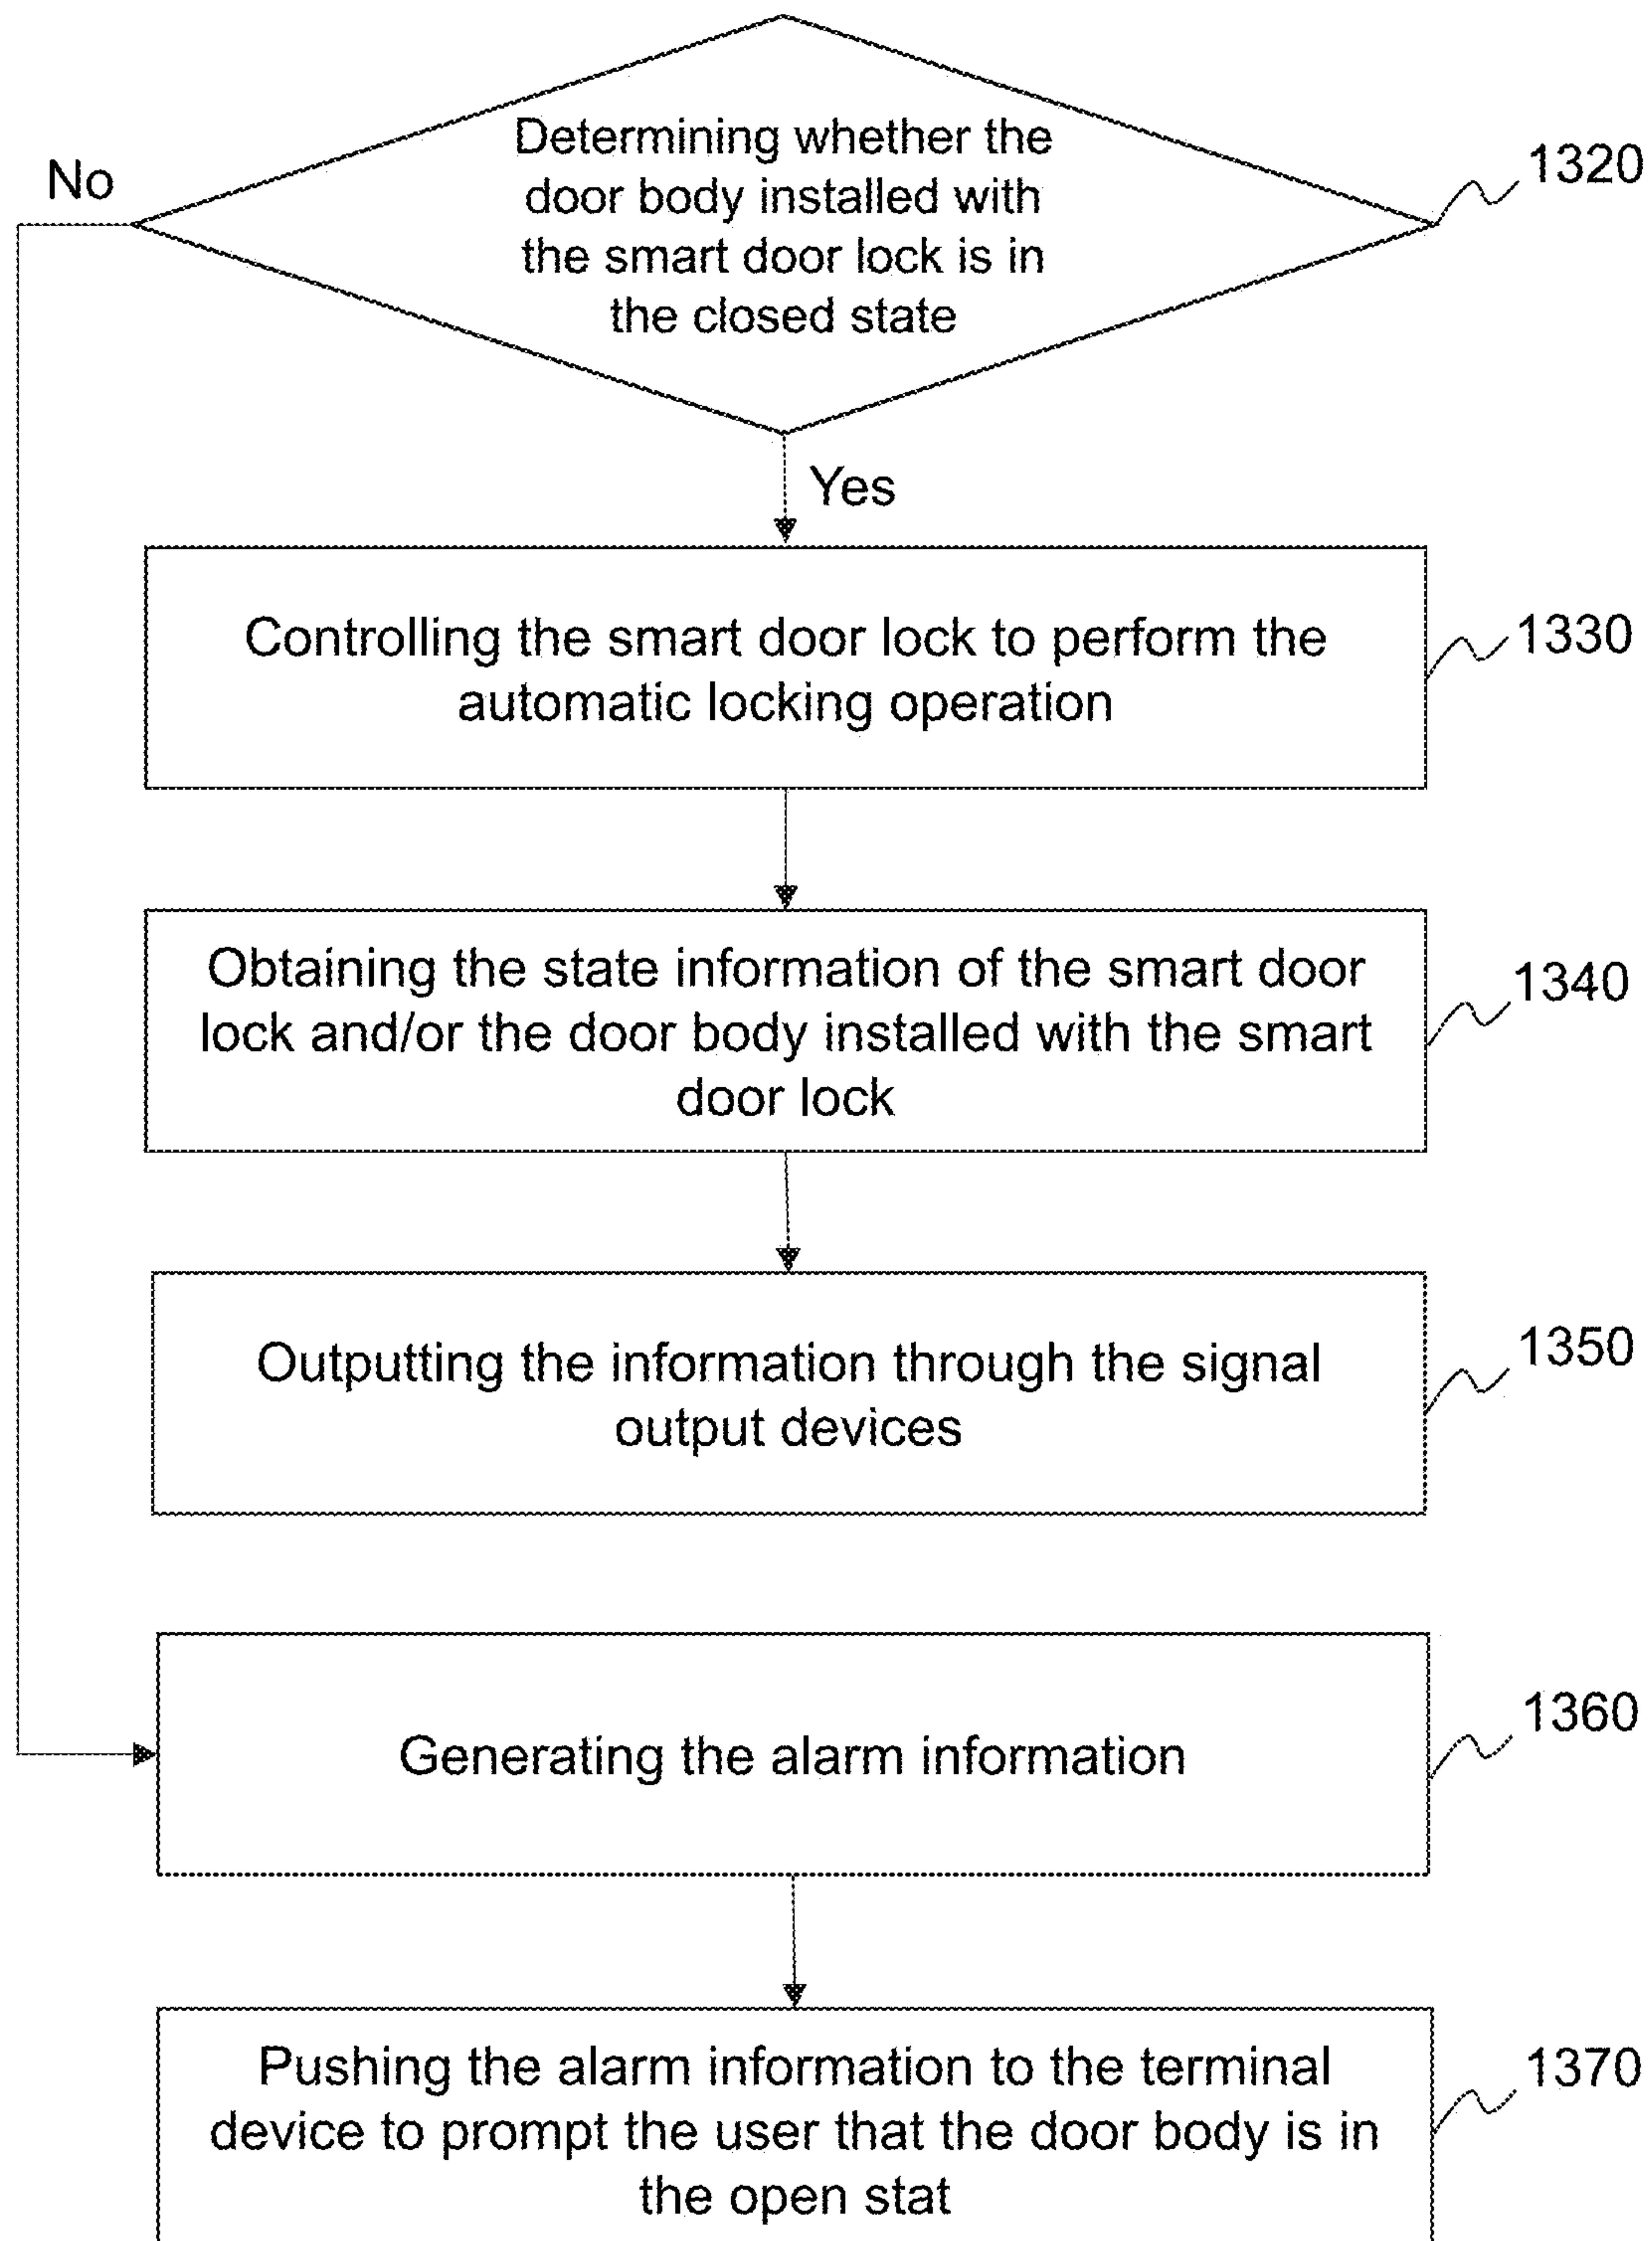 Determining whether the
door body installed with
the smart door lock is in
the closed state
1320
No
Yes
Controlling the smart door lock to perform the
automatic locking operation
1330
Obtaining the state information of the smart door
lock and/or the door body installed with the smart
door lock
1340
Outputting the information through the signal
output devices
1350
Generating the alarm information
1360
Pushing the alarm information to the terminal
device to prompt the user that the door body is in
the open stat
1370